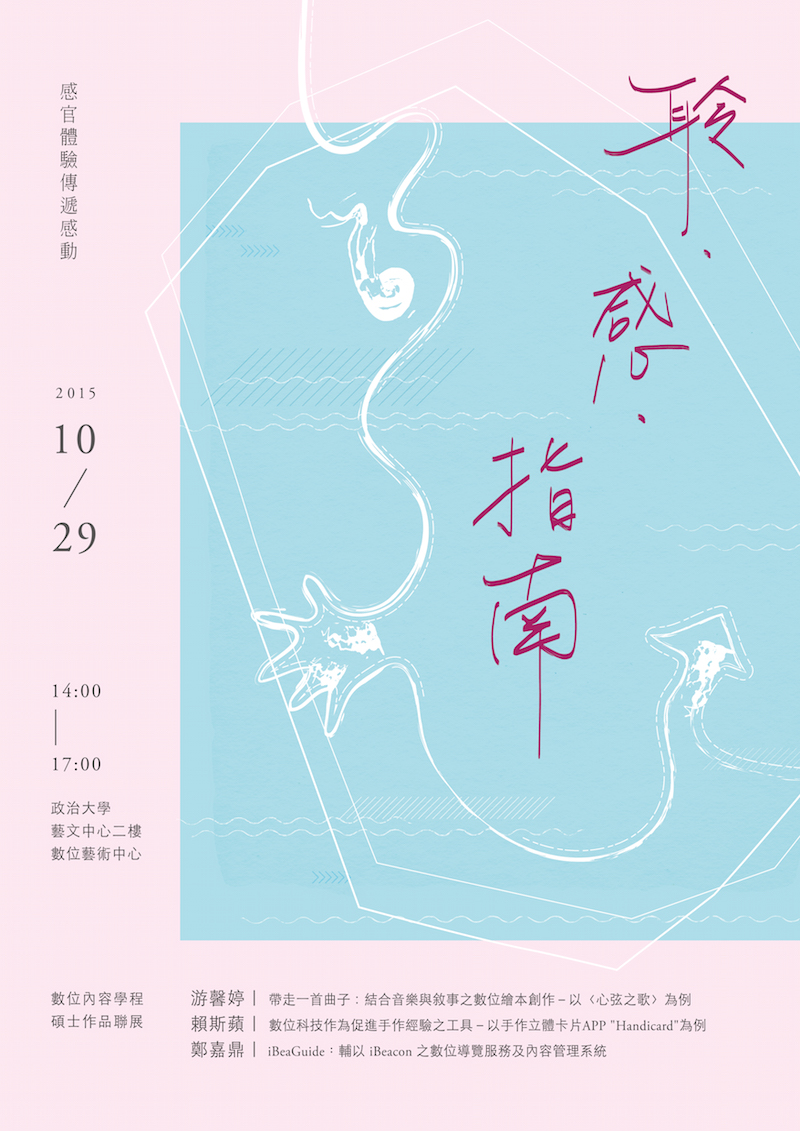 聆・感・指南
感官體驗傳遞感動
2015
10
／
29
14:00
｜
17:00
政治大學
藝文中心二樓
數位藝術中心
數位內容學程
碩士作品聯展
游馨婷｜帶走一首曲子：結合音樂與敘事之數位繪本創作－以〈心弦之歌〉為例
賴斯蘋｜數位科技作為促進手作經驗之工具－以手作立體卡片APP "Handicard"為例
鄭嘉鼎｜iBeaGuide：輔以 iBeacon 之數位導覽服務及內容管理系統